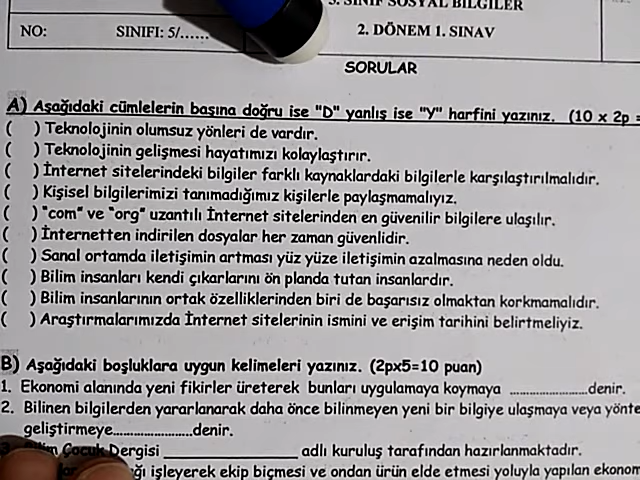 5. SINIF SOSYAL BİLGİLER
NO: SINIFI: 5/...... 2. DÖNEM 1. SINAV
SORULAR
A) Aşağıdaki cümlelerin başına doğru ise "D" yanlış ise "Y" harfini yazınız. (10 x 2p =
( ) Teknolojinin olumsuz yönleri de vardır.
( ) Teknolojinin gelişmesi hayatımızı kolaylaştırır.
( ) İnternet sitelerindeki bilgiler farklı kaynaklardaki bilgilerle karşılaştırılmalıdır.
( ) Kişisel bilgilerimizi tanımadığımız kişilerle paylaşmamalıyız.
( ) "com" ve "org" uzantılı İnternet sitelerinden en güvenilir bilgilere ulaşılır.
( ) İnternetten indirilen dosyalar her zaman güvenlidir.
( ) Sanal ortamda iletişimin artması yüz yüze iletişimin azalmasına neden oldu.
( ) Bilim insanları kendi çıkarlarını ön planda tutan insanlardır.
( ) Bilim insanlarının ortak özelliklerinden biri de başarısız olmaktan korkmamalıdır.
( ) Araştırmalarımızda İnternet sitelerinin ismini ve erişim tarihini belirtmeliyiz.
B) Aşağıdaki boşluklara uygun kelimeleri yazınız. (2px5=10 puan)
1. Ekonomi alanında yeni fikirler üreterek bunları uygulamaya koymaya ........................denir.
2. Bilinen bilgilerden yararlanarak daha önce bilinmeyen yeni bir bilgiye ulaşmaya veya yönte
geliştirmeye........................denir.
Çocuk Dergisi ____________________ adlı kuruluş tarafından hazırlanmaktadır.
işleyerek ekip biçmesi ve ondan ürün elde etmesi yoluyla yapılan ekonom